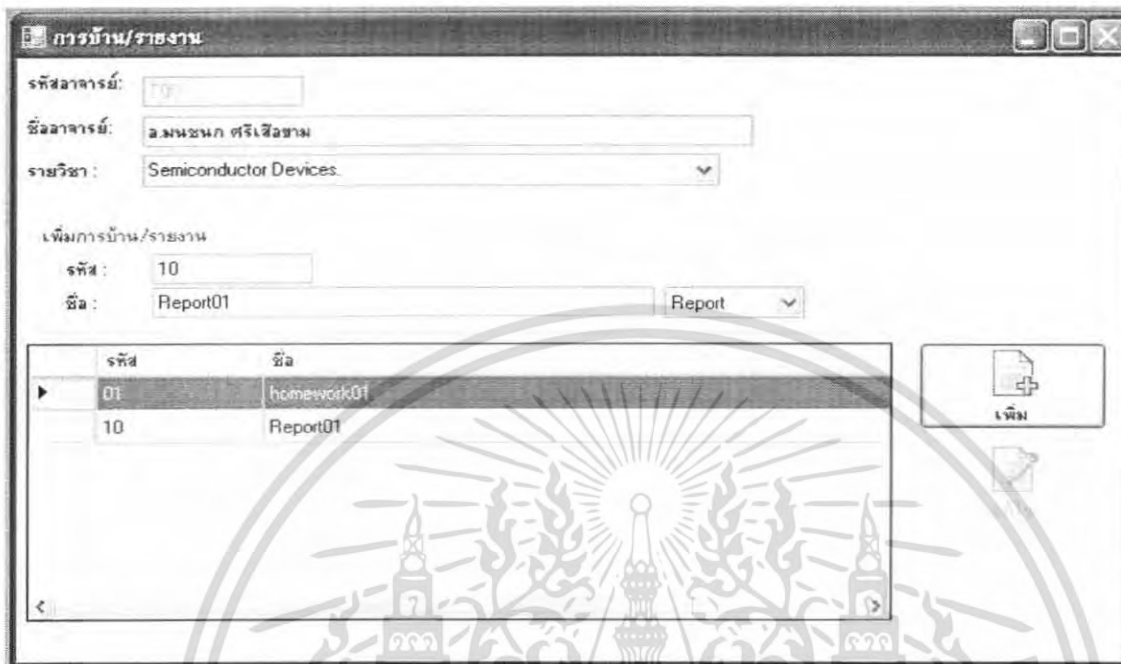 การบ้าน/รายงาน
รหัสอาจารย์:
ชื่ออาจารย์: อ.มนชนก ศรีเสือขาม
รายวิชา : Semiconductor Devices.
เพิ่มการบ้าน/รายงาน
รหัส : 10
ชื่อ : Report01 Report
รหัส ชื่อ
01 homework01
10 Report01
เพิ่ม